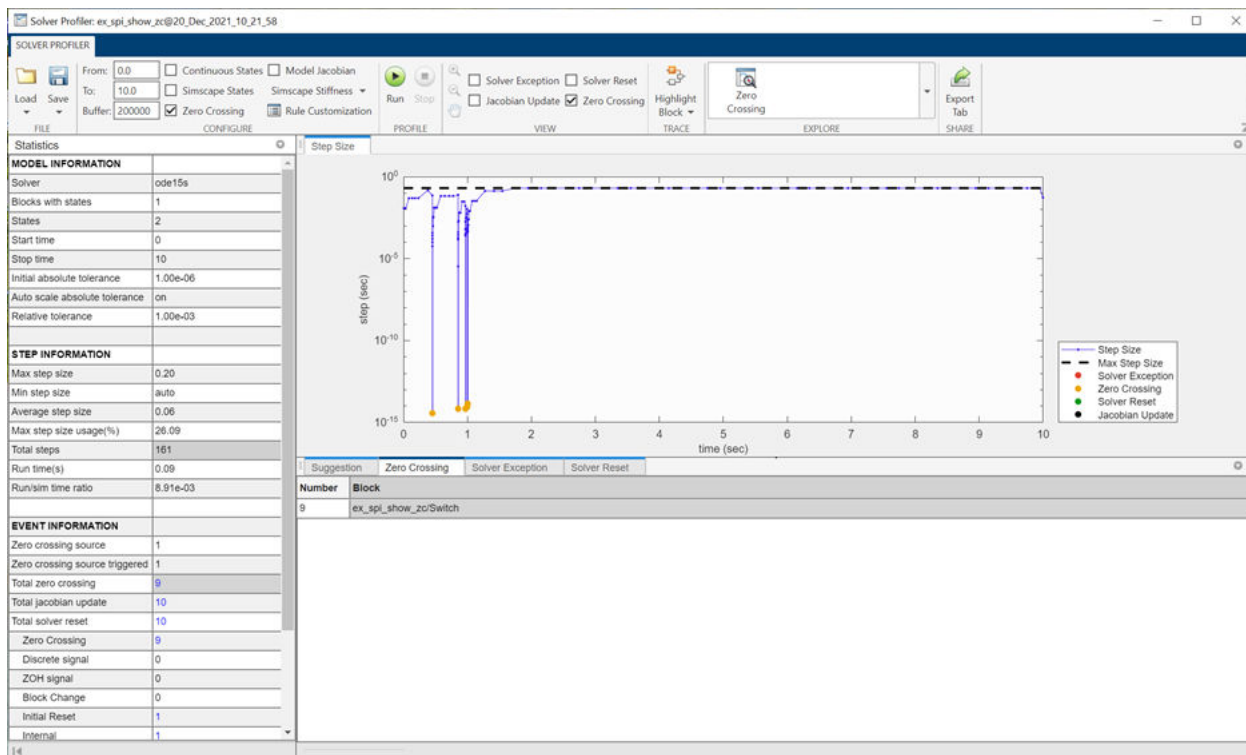 Solver Profiler: ex_spi_show_zc@20_Dec_2021_10_21_58
SOLVER PROFILER
Load
Save
FILE
From: 0.0
To: 10.0
Buffer: 200000
Continuous States
Model Jacobian
Simscape States
Simscape Stiffness
Zero Crossing
Rule Customization
CONFIGURE
Run
Stop
PROFILE
Solver Exception
Solver Reset
Jacobian Update
Zero Crossing
VIEW
Highlight
Block
TRACE
Zero
Crossing
EXPLORE
Export
Tab
SHARE
Statistics
MODEL INFORMATION
Solver ode15s
Blocks with states 1
States 2
Start time 0
Stop time 10
Initial absolute tolerance 1.00e-06
Auto scale absolute tolerance on
Relative tolerance 1.00e-03
STEP INFORMATION
Max step size 0.20
Min step size auto
Average step size 0.06
Max step size usage(%) 26.09
Total steps 161
Run time(s) 0.09
Run/sim time ratio 8.91e-03
EVENT INFORMATION
Zero crossing source 1
Zero crossing source triggered 1
Total zero crossing 9
Total jacobian update 10
Total solver reset 10
Zero Crossing 9
Discrete signal 0
ZOH signal 0
Block Change 0
Initial Reset 1
Internal 1
Step Size
10^0
10^-5
10^-10
10^-15
step (sec)
0 1 2 3 4 5 6 7 8 9 10
time (sec)
Step Size
Max Step Size
Solver Exception
Zero Crossing
Solver Reset
Jacobian Update
Suggestion Zero Crossing Solver Exception Solver Reset
Number Block
9 ex_spi_show_zc/Switch